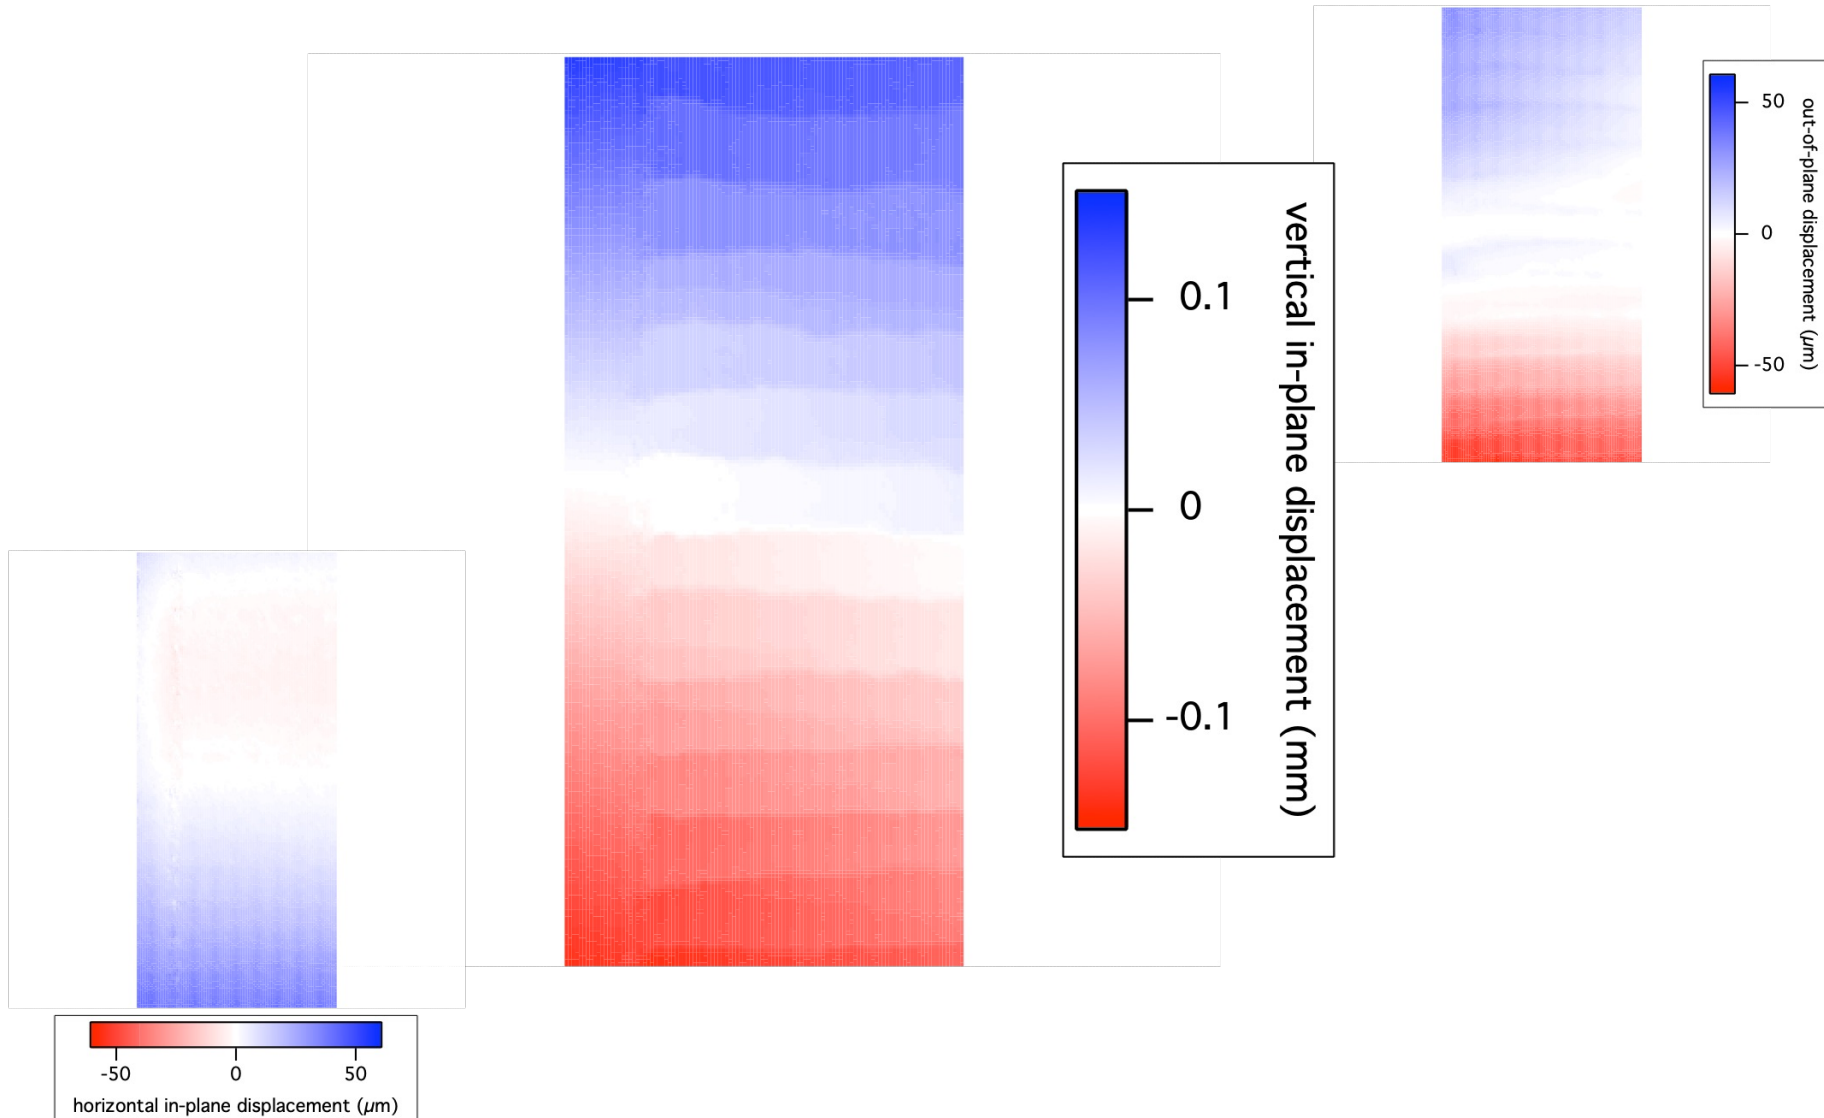 50
0
-50
out-of-plane displacement (µm)
0.1
0
-0.1
vertical in-plane displacement (mm)
-50 0 50
horizontal in-plane displacement (µm)